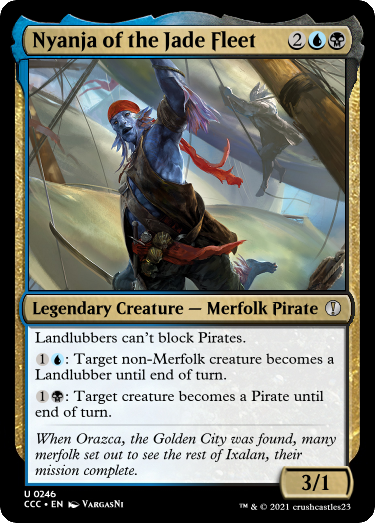 Nyanja of the Jade Fleet 2
Legendary Creature — Merfolk Pirate
Landlubbers can't block Pirates.
1 : Target non-Merfolk creature becomes a
Landlubber until end of turn.
1 : Target creature becomes a Pirate until
end of turn.
When Orazca, the Golden City was found, many
merfolk set out to see the rest of Ixalan, their
mission complete.
3/1
U 0246
CCC • EN VargasNi
™ & © 2021 crushcastles23